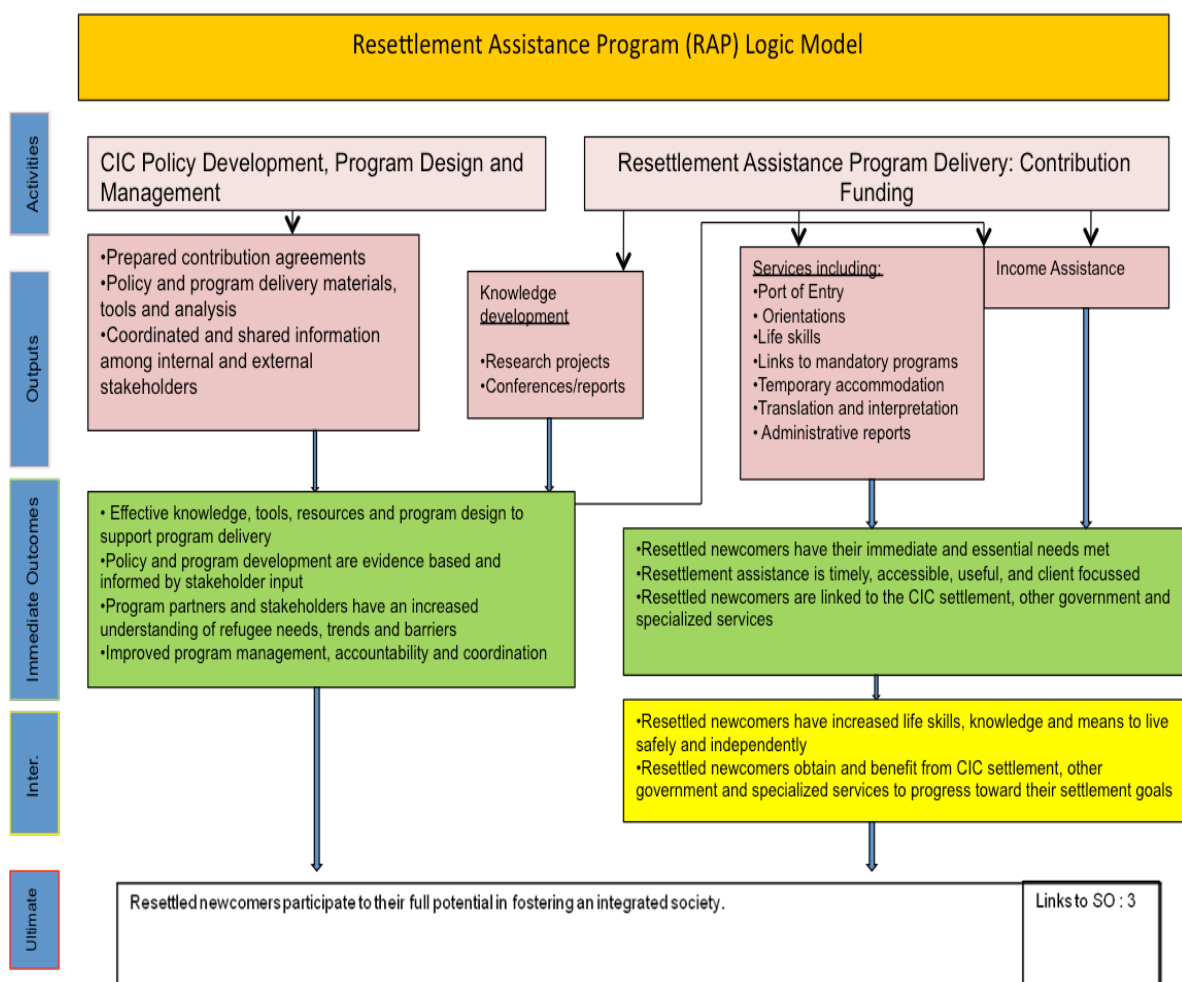 Resettlement Assistance Program (RAP) Logic Model
Activities
CIC Policy Development, Program Design and
Management
Resettlement Assistance Program Delivery: Contribution
Funding
Outputs
•Prepared contribution agreements
•Policy and program delivery materials,
tools and analysis
•Coordinated and shared information
among internal and external
stakeholders
Knowledge
development
•Research projects
•Conferences/reports
Services including:
•Port of Entry
• Orientations
•Life skills
•Links to mandatory programs
•Temporary accommodation
•Translation and interpretation
• Administrative reports
Income Assistance
Immediate Outcomes
• Effective knowledge, tools, resources and program design to
support program delivery
•Policy and program development are evidence based and
informed by stakeholder input
•Program partners and stakeholders have an increased
understanding of refugee needs, trends and barriers
•Improved program management, accountability and coordination
•Resettled newcomers have their immediate and essential needs met
•Resettlement assistance is timely, accessible, useful, and client focussed
•Resettled newcomers are linked to the CIC settlement, other government and
specialized services
Inter.
•Resettled newcomers have increased life skills, knowledge and means to live
safely and independently
•Resettled newcomers obtain and benefit from CIC settlement, other
government and specialized services to progress toward their settlement goals
Ultimate
Resettled newcomers participate to their full potential in fostering an integrated society.
Links to SO : 3